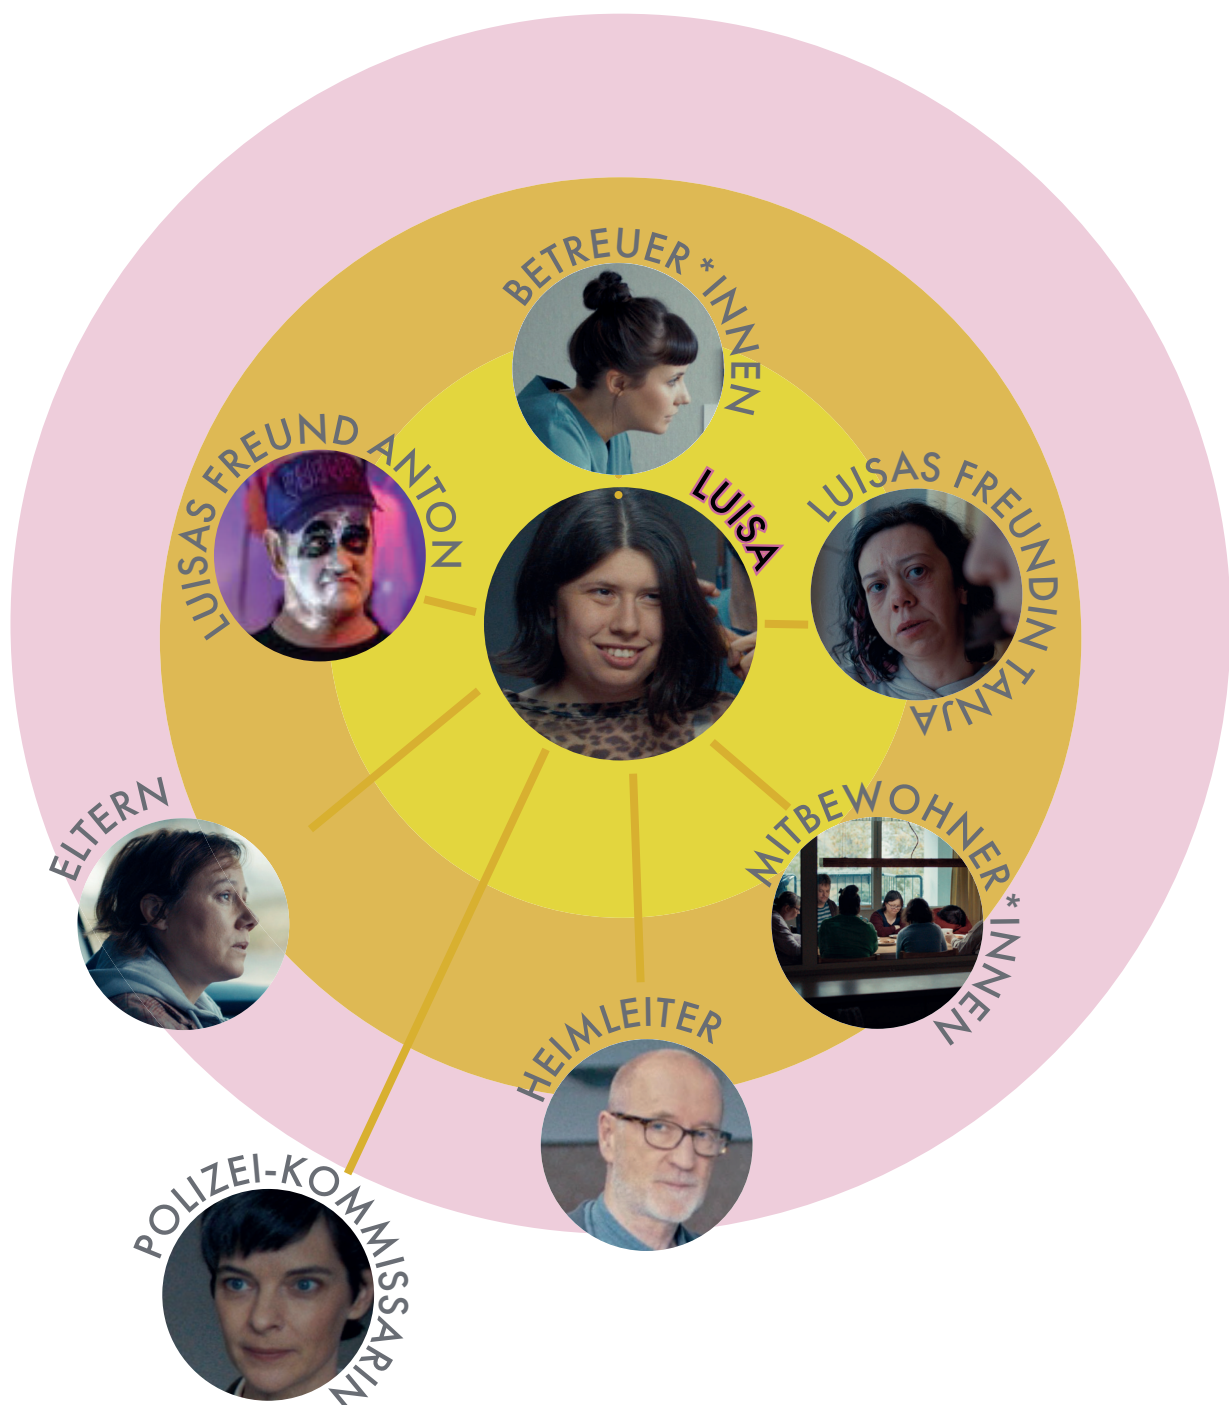 BETREUER *INNEN
LUISAS FREUND ANTON
LUISA
LUISAS FREUNDIN TANJA
ELTERN
MITBEWOHNER *INNEN
HEIMLEITER
POLIZEI-KOMMISSARIN